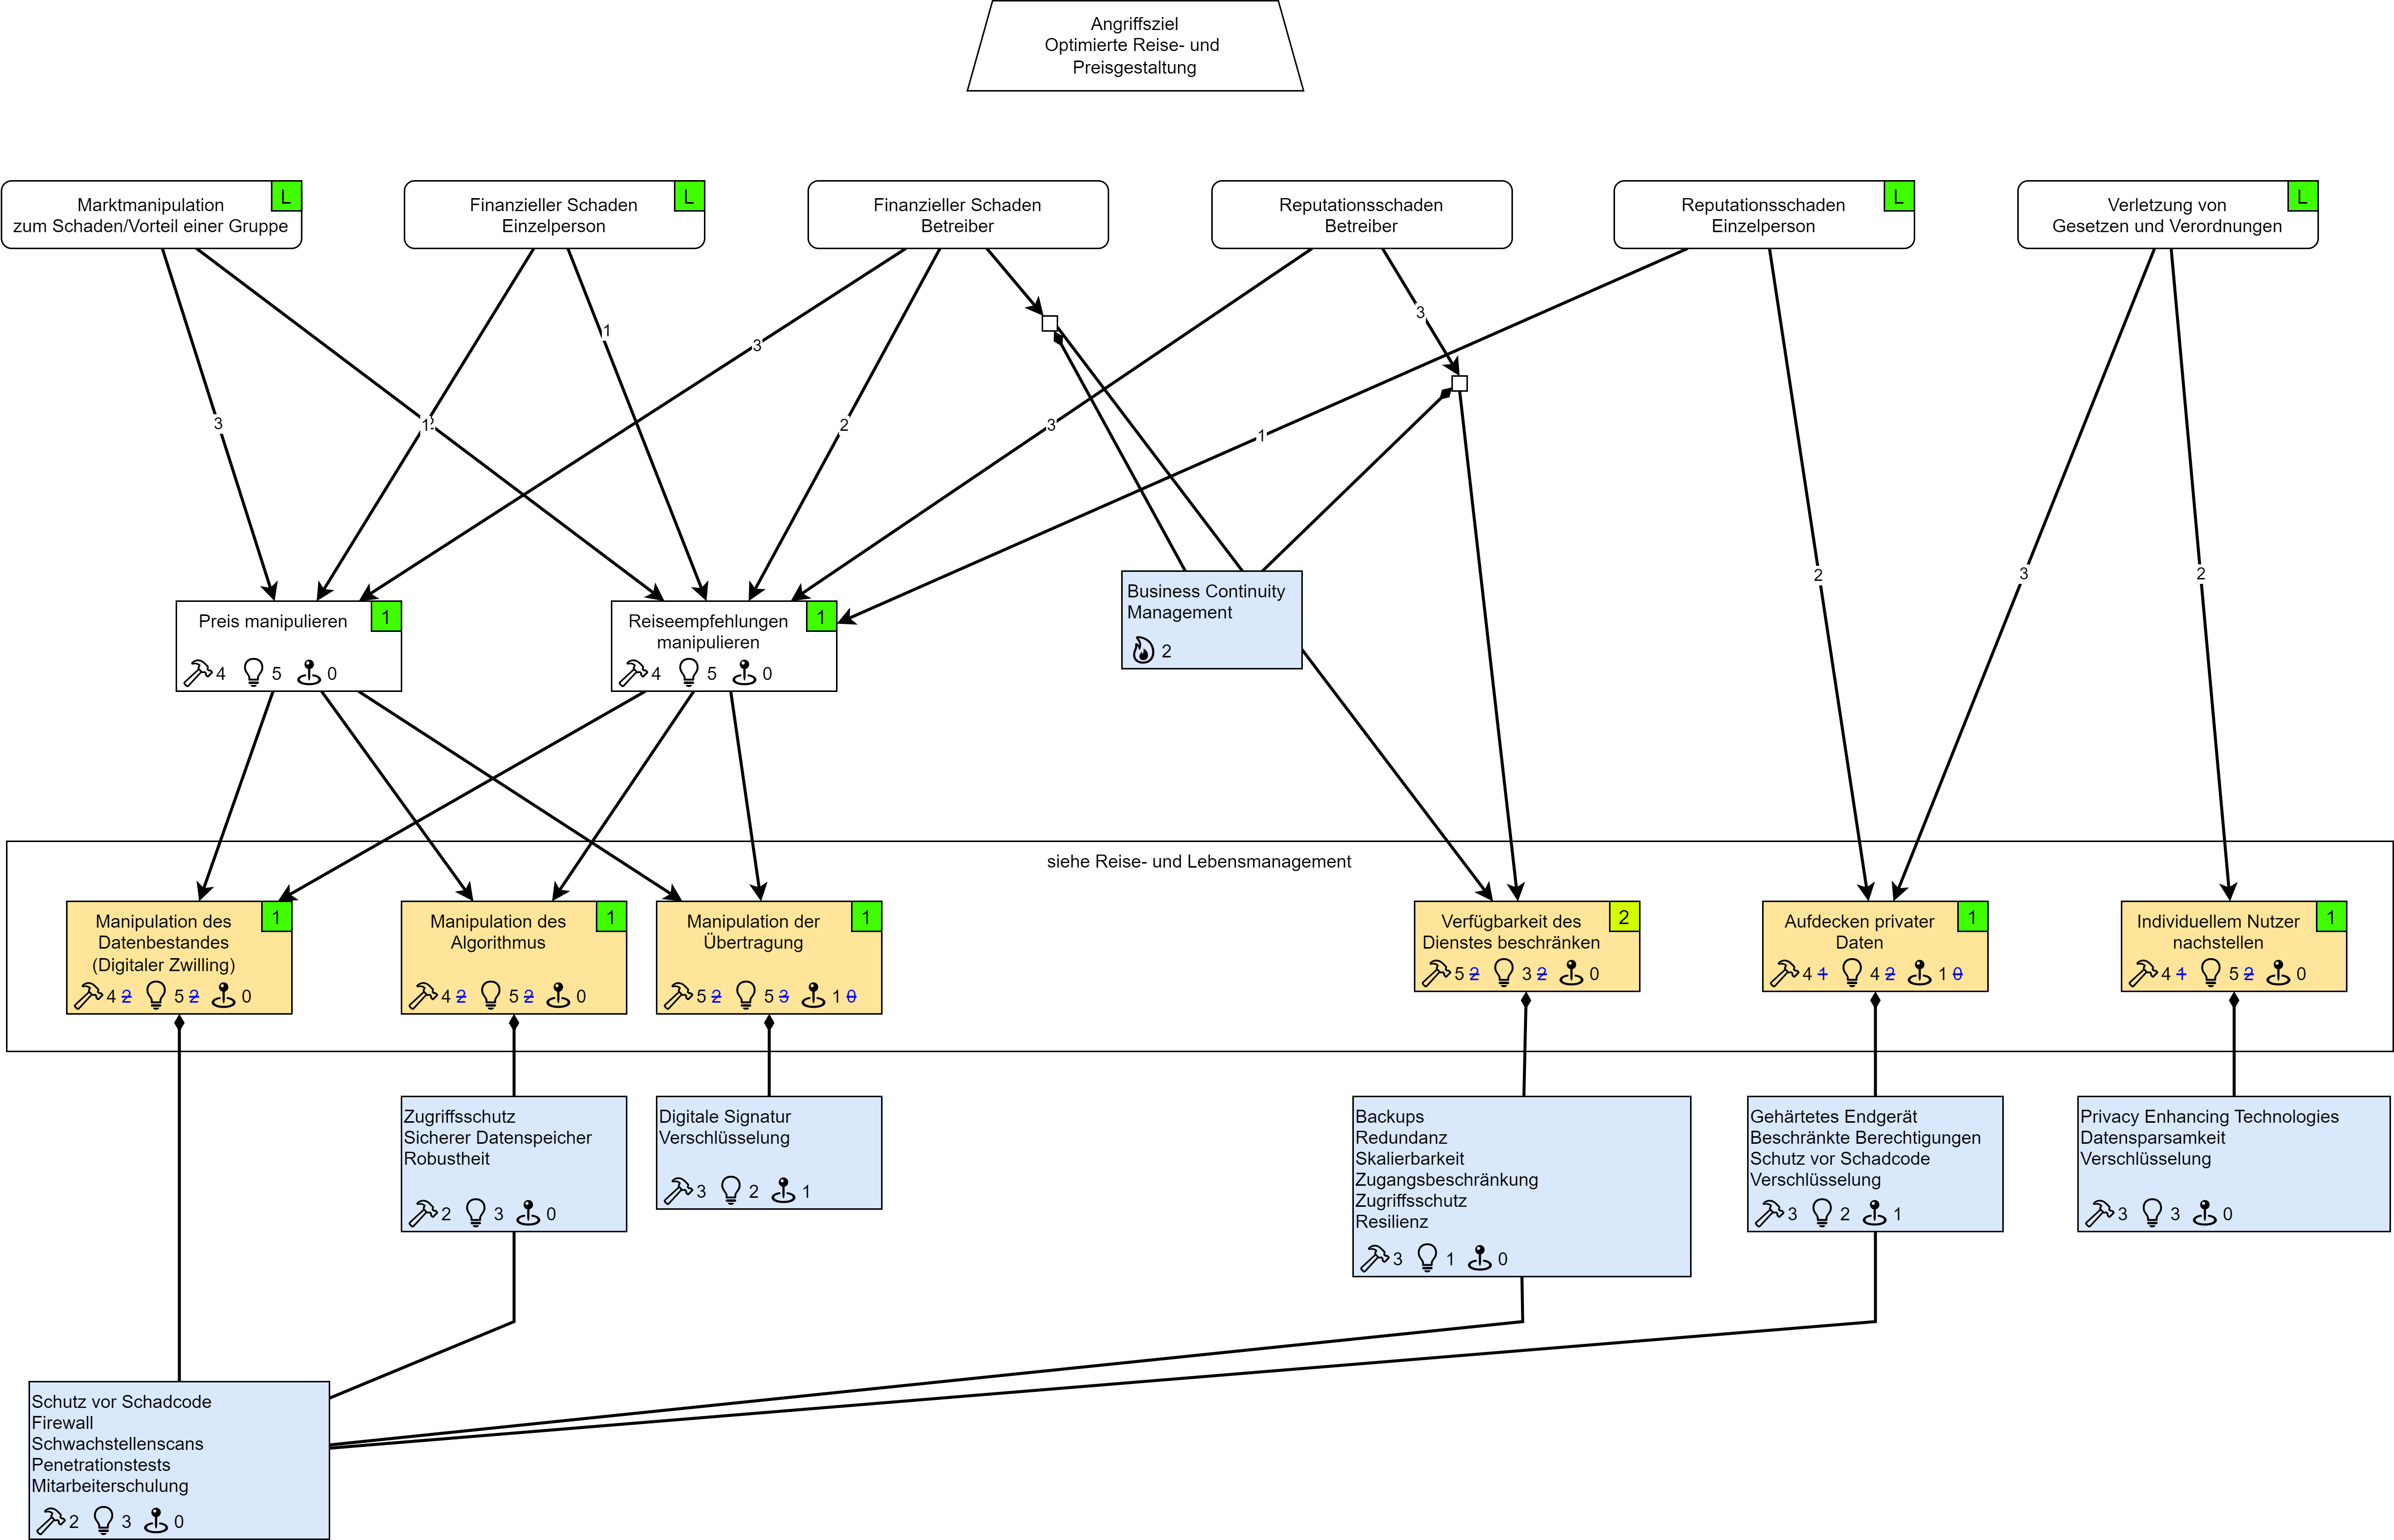 Angriffsziel
Optimierte Reise- und
Preisgestaltung
Marktmanipulation
zum Schaden/Vorteil einer Gruppe
L
Finanzieller Schaden
Einzelperson
L
Finanzieller Schaden
Betreiber
Reputationsschaden
Betreiber
Reputationsschaden
Einzelperson
L
Verletzung von
Gesetzen und Verordnungen
L
3
1
1
3
2
3
3
1
2
3
2
Preis manipulieren
1
4 5 0
Reiseempfehlungen
manipulieren
1
4 5 0
Business Continuity
Management
2
siehe Reise- und Lebensmanagement
Manipulation des
Datenbestandes
(Digitaler Zwilling)
1
4 2 5 2 0
Manipulation des
Algorithmus
1
4 2 5 2 0
Manipulation der
Übertragung
1
5 2 5 3 1 0
Verfügbarkeit des
Dienstes beschränken
2
5 2 3 2 0
Aufdecken privater
Daten
1
4 1 4 2 1 0
Individuellem Nutzer
nachstellen
1
4 1 5 2 0
Zugriffsschutz
Sicherer Datenspeicher
Robustheit
2 3 0
Digitale Signatur
Verschlüsselung
3 2 1
Backups
Redundanz
Skalierbarkeit
Zugangsbeschränkung
Zugriffsschutz
Resilienz
3 1 0
Gehärtetes Endgerät
Beschränkte Berechtigungen
Schutz vor Schadcode
Verschlüsselung
3 2 1
Privacy Enhancing Technologies
Datensparsamkeit
Verschlüsselung
3 3 0
Schutz vor Schadcode
Firewall
Schwachstellenscans
Penetrationstests
Mitarbeiterschulung
2 3 0